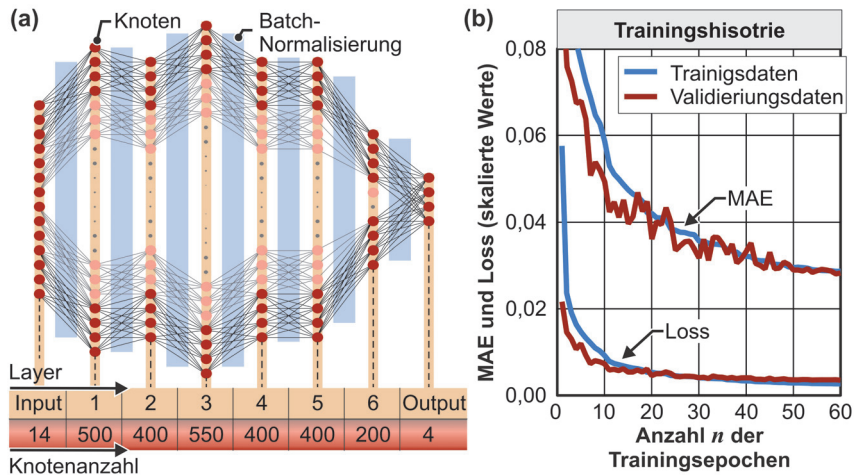 (a)
Knoten
Batch-
Normalisierung
Layer
Input 1 2 3 4 5 6 Output
14 500 400 550 400 400 200 4
Knotenanzahl
(b)
Trainingshisotrie
MAE und Loss (skalierte Werte)
0,08
0,06
0,04
0,02
0,00
Trainigsdaten
Validieriungsdaten
MAE
Loss
0 10 20 30 40 50 60
Anzahl n der
Trainingsepochen